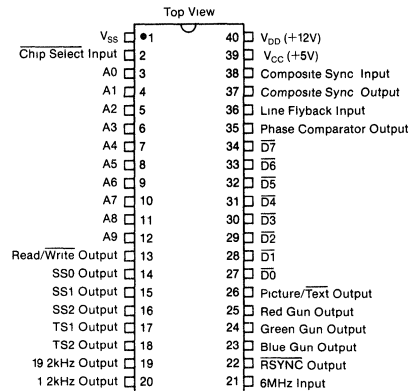 Top View
VSS 1 40 VDD (+12V)
Chip Select Input 2 39 VCC (+5V)
A0 3 38 Composite Sync Input
A1 4 37 Composite Sync Output
A2 5 36 Line Flyback Input
A3 6 35 Phase Comparator Output
A4 7 34 D7
A5 8 33 D6
A6 9 32 D5
A7 10 31 D4
A8 11 30 D3
A9 12 29 D2
Read/Write Output 13 28 D1
SS0 Output 14 27 D0
SS1 Output 15 26 Picture/Text Output
SS2 Output 16 25 Red Gun Output
TS1 Output 17 24 Green Gun Output
TS2 Output 18 23 Blue Gun Output
19 2kHz Output 19 22 RSYNC Output
1 2kHz Output 20 21 6MHz Input